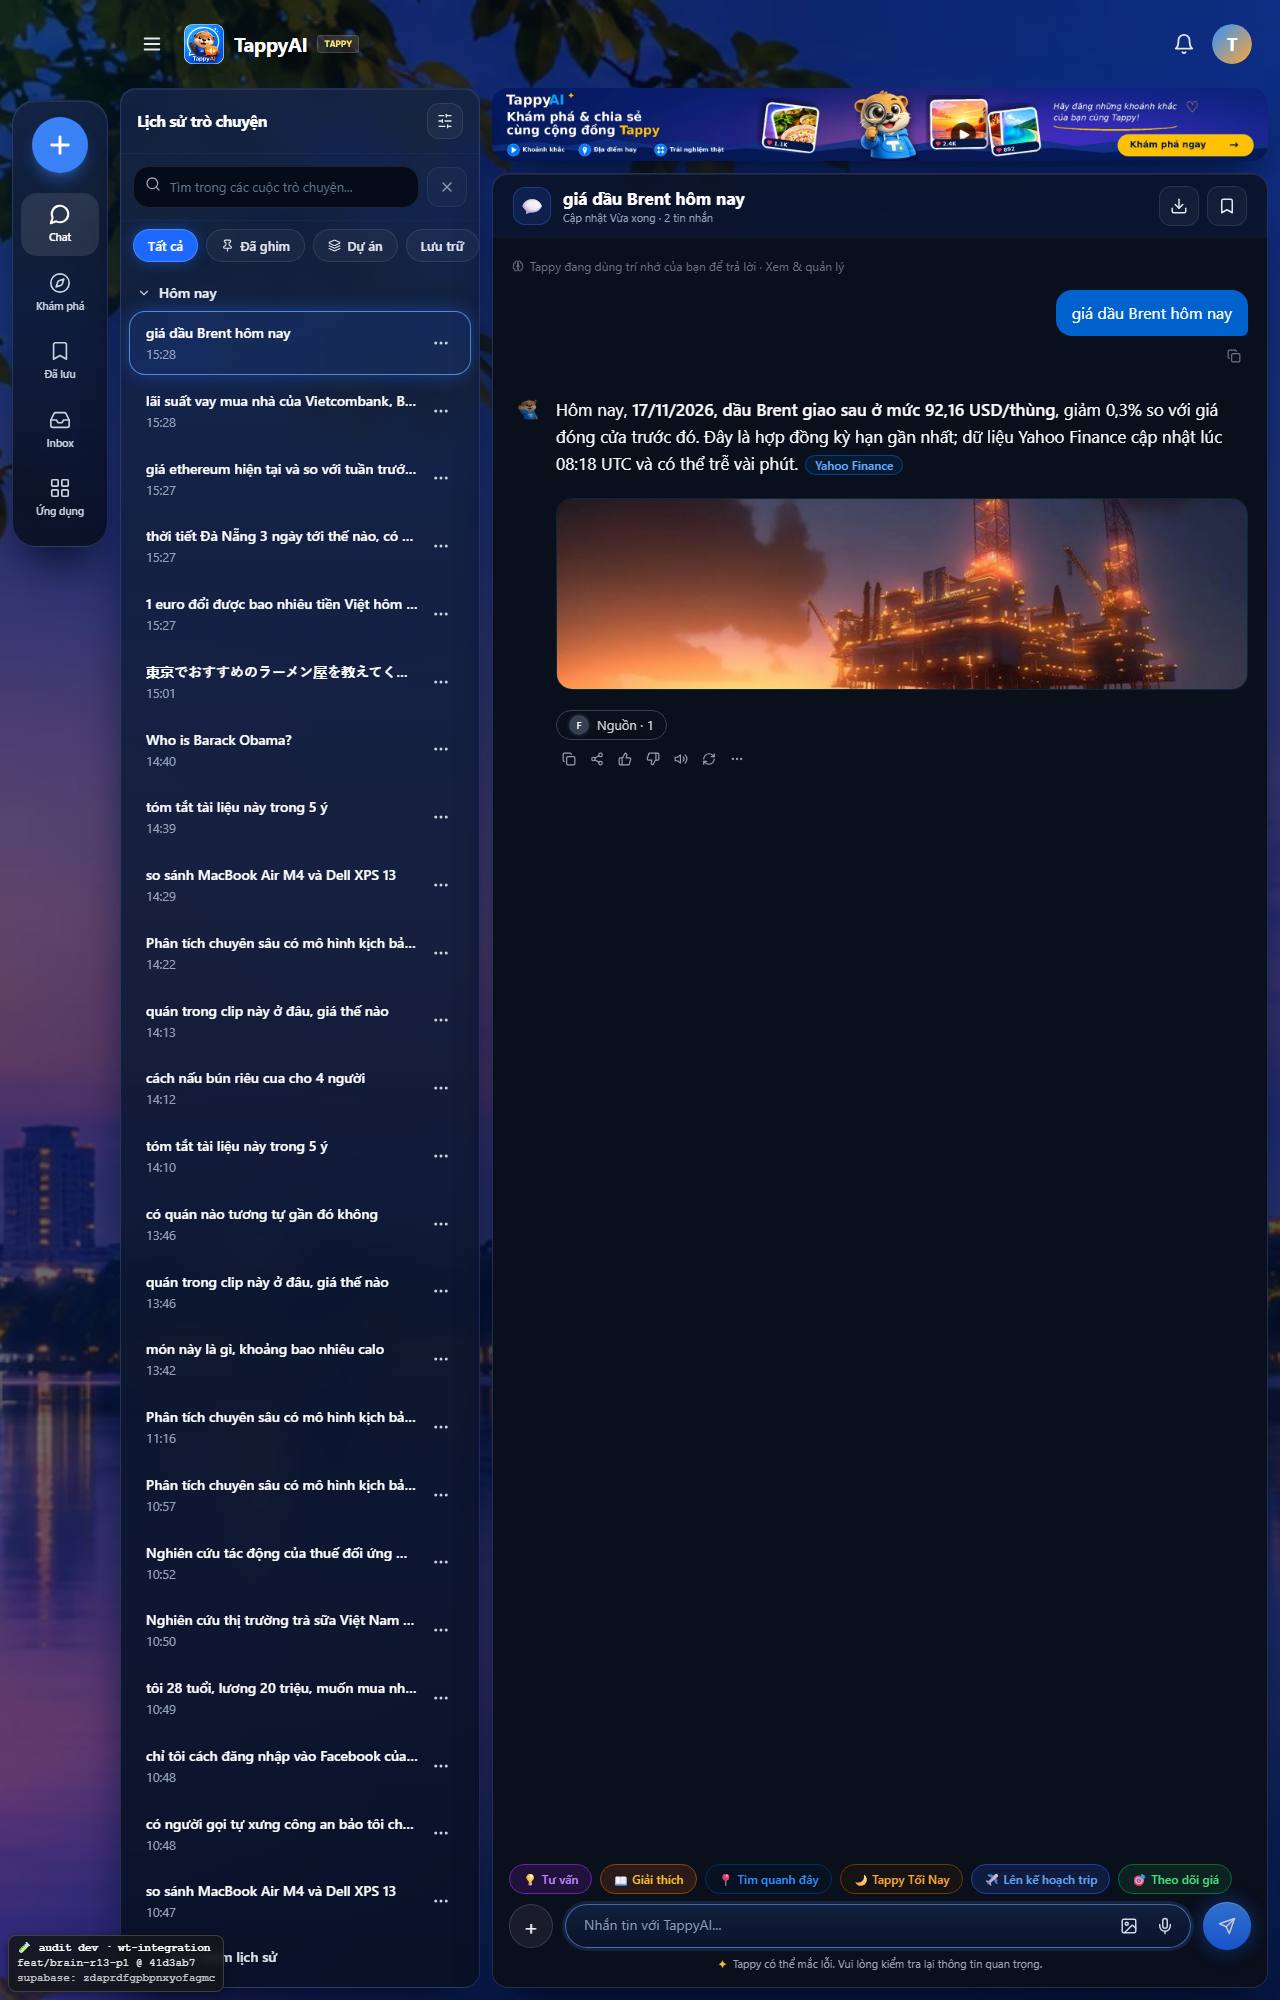 TappyAI TAPPY
T
Chat
Khám phá
Đã lưu
Inbox
Ứng dụng
Lịch sử trò chuyện
Tìm trong các cuộc trò chuyện...
Tất cả
Đã ghim
Dự án
Lưu trữ
Hôm nay
giá dầu Brent hôm nay
15:28
lãi suất vay mua nhà của Vietcombank, B...
15:28
giá ethereum hiện tại và so với tuần trướ...
15:27
thời tiết Đà Nẵng 3 ngày tới thế nào, có ...
15:27
1 euro đổi được bao nhiêu tiền Việt hôm ...
15:27
東京でおすすめのラーメン屋を教えてく...
15:01
Who is Barack Obama?
14:40
tóm tắt tài liệu này trong 5 ý
14:39
so sánh MacBook Air M4 và Dell XPS 13
14:29
Phân tích chuyên sâu có mô hình kịch bả...
14:22
quán trong clip này ở đâu, giá thế nào
14:13
cách nấu bún riêu cua cho 4 người
14:12
tóm tắt tài liệu này trong 5 ý
14:10
có quán nào tương tự gần đó không
13:46
quán trong clip này ở đâu, giá thế nào
13:46
món này là gì, khoảng bao nhiêu calo
13:42
Phân tích chuyên sâu có mô hình kịch bả...
11:16
Phân tích chuyên sâu có mô hình kịch bả...
10:57
Nghiên cứu tác động của thuế đối ứng ...
10:52
Nghiên cứu thị trường trà sữa Việt Nam ...
10:50
tôi 28 tuổi, lương 20 triệu, muốn mua nh...
10:49
chỉ tôi cách đăng nhập vào Facebook của...
10:48
có người gọi tự xưng công an bảo tôi ch...
10:48
so sánh MacBook Air M4 và Dell XPS 13
10:47
m lịch sử
audit dev · wt-integration
feat/brain-r13-p1 @ 41d3ab7
supabase: zdaprdfgpbpnxyofagmc
TappyAI
Khám phá & chia sẻ
cùng cộng đồng Tappy
Khoảnh khắc
Địa điểm hay
Trải nghiệm thật
1.1K
2.4K
892
Hãy đăng những khoảnh khắc
của bạn cùng Tappy!
Khám phá ngay →
giá dầu Brent hôm nay
Cập nhật Vừa xong · 2 tin nhắn
Tappy đang dùng trí nhớ của bạn để trả lời · Xem & quản lý
giá dầu Brent hôm nay
Hôm nay, 17/11/2026, dầu Brent giao sau ở mức 92,16 USD/thùng, giảm 0,3% so với giá
đóng cửa trước đó. Đây là hợp đồng kỳ hạn gần nhất; dữ liệu Yahoo Finance cập nhật lúc
08:18 UTC và có thể trễ vài phút. Yahoo Finance
F Nguồn · 1
Tư vấn
Giải thích
Tìm quanh đây
Tappy Tối Nay
Lên kế hoạch trip
Theo dõi giá
Nhắn tin với TappyAI...
Tappy có thể mắc lỗi. Vui lòng kiểm tra lại thông tin quan trọng.